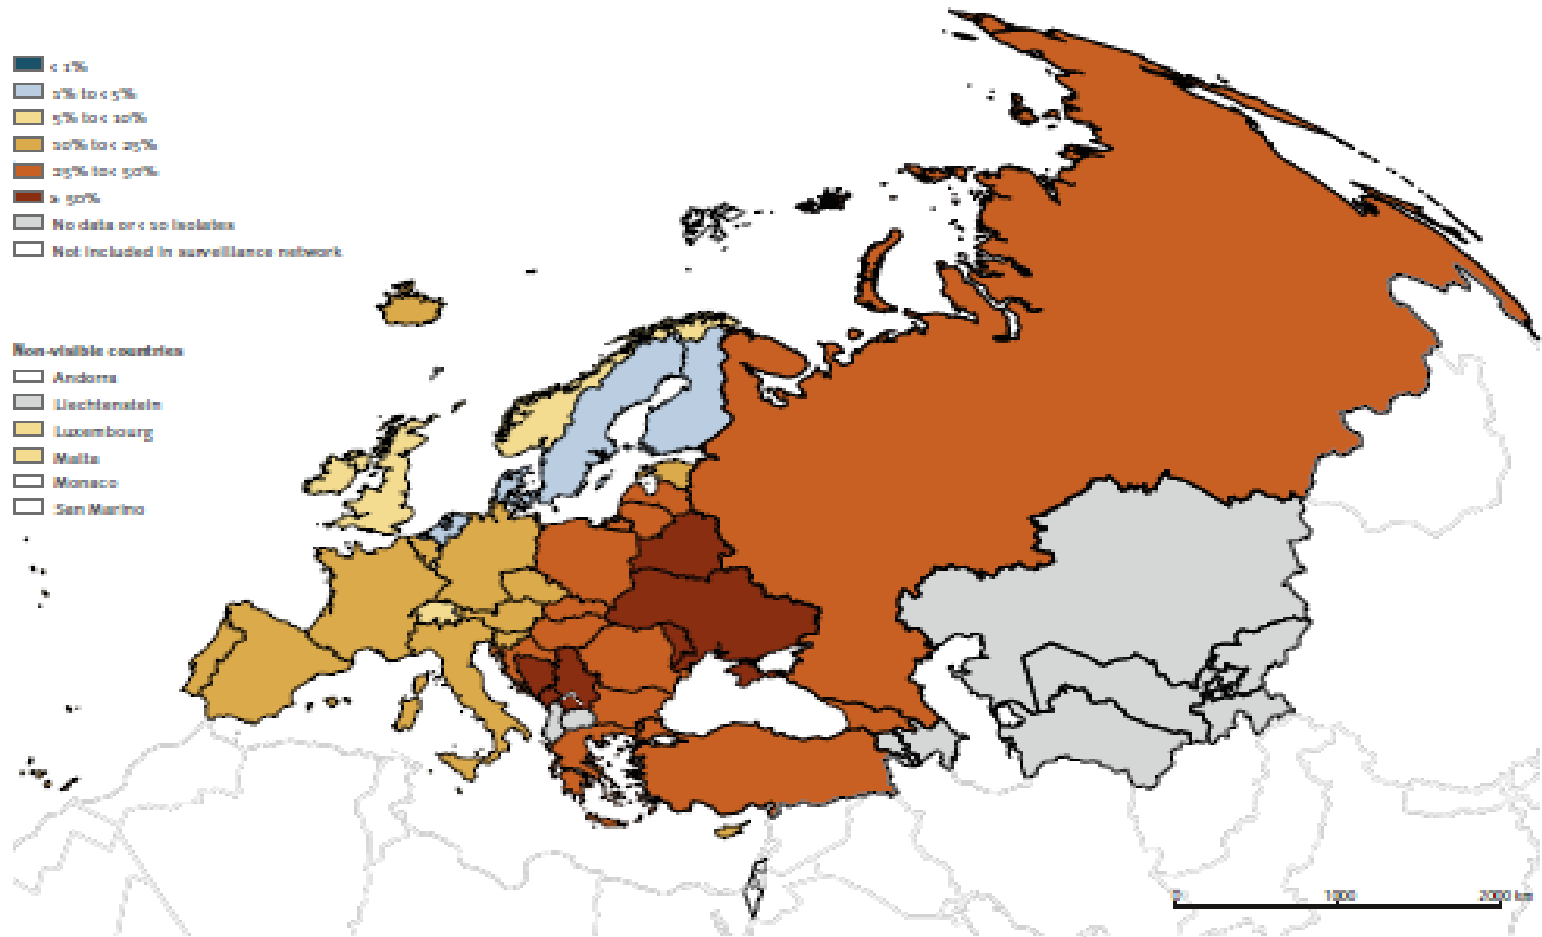 < 1%
1% to < 5%
5% to < 10%
10% to < 25%
25% to < 50%
≥ 50%
No data or < 10 isolates
Not included in surveillance network
Non-visible countries
Andorra
Liechtenstein
Luxembourg
Malta
Monaco
San Marino
0 1000 2000 km